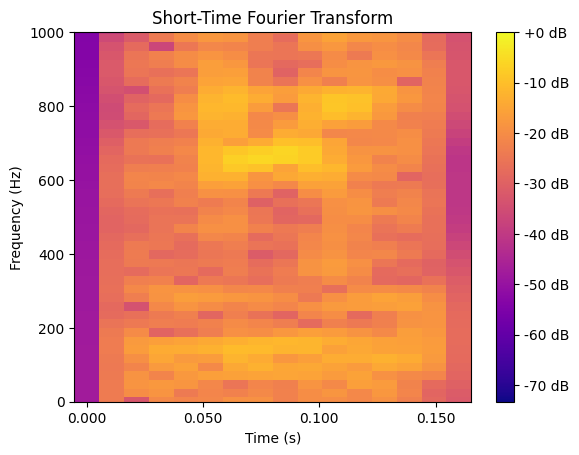 Short-Time Fourier Transform
1000
800
600
400
200
0
Frequency (Hz)
0.000
0.050
0.100
0.150
Time (s)
+0 dB
-10 dB
-20 dB
-30 dB
-40 dB
-50 dB
-60 dB
-70 dB